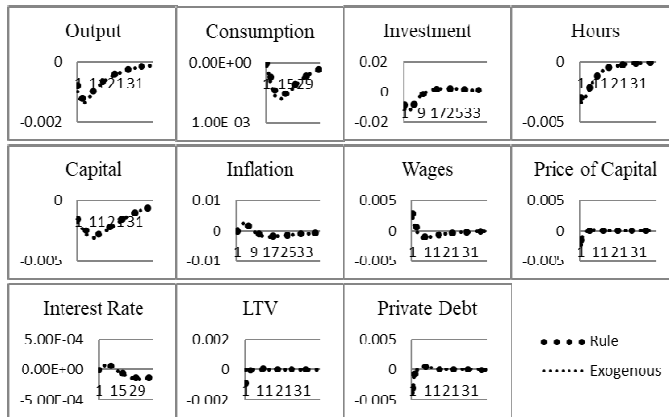 Output
0
1 11 21 31
-0.002
Consumption
0.00E+00
1 15 29
1.00E-03
Investment
0.02
0
-0.02
1 9 17 25 33
Hours
0
1 11 21 31
-0.005
Capital
0
1 11 21 31
-0.005
Inflation
0.01
0
1 9 17 25 33
-0.01
Wages
0.005
0
1 11 21 31
-0.005
Price of Capital
0.005
0
1 11 21 31
-0.005
Interest Rate
5.00E-04
0.00E+00
1 15 29
-5.00E-04
LTV
0.002
0
1 11 21 31
-0.002
Private Debt
0.005
0
1 11 21 31
-0.005
Rule
Exogenous